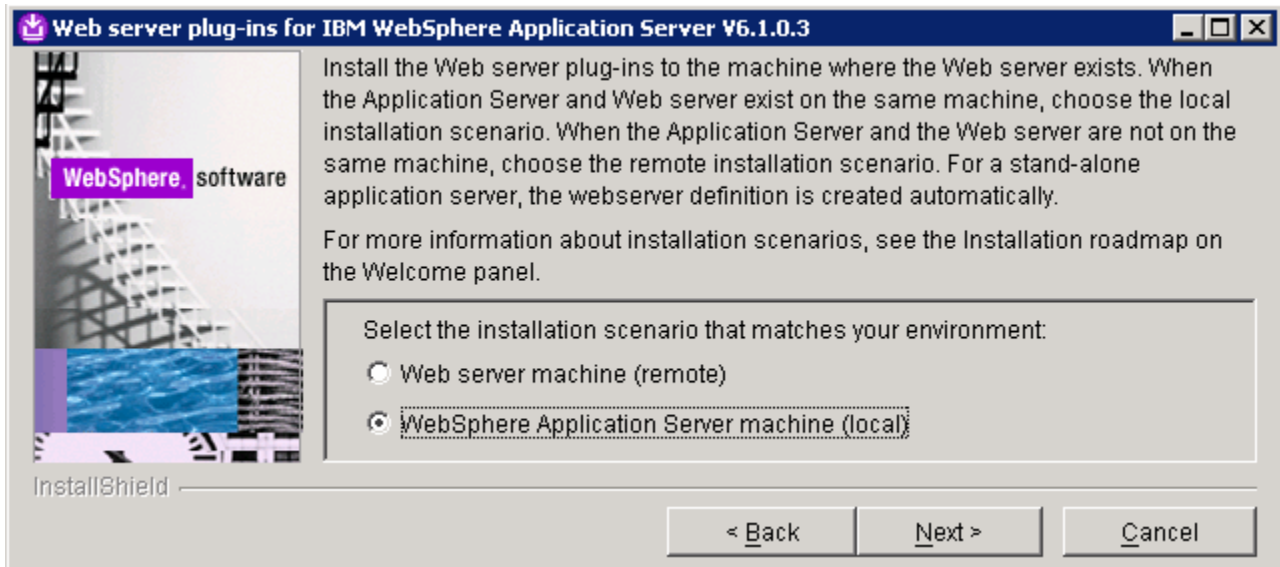 Web server plug-ins for IBM WebSphere Application Server V6.1.0.3
Install the Web server plug-ins to the machine where the Web server exists. When
the Application Server and Web server exist on the same machine, choose the local
installation scenario. When the Application Server and the Web server are not on the
same machine, choose the remote installation scenario. For a stand-alone
application server, the webserver definition is created automatically.
WebSphere. software
For more information about installation scenarios, see the Installation roadmap on
the Welcome panel.
Select the installation scenario that matches your environment:
Web server machine (remote)
WebSphere Application Server machine (local)
InstallShield
< Back
Next >
Cancel